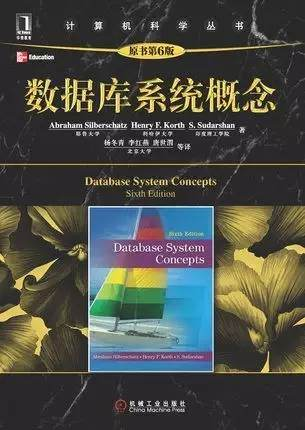 计算机科学丛书
华章教育
Education
原书第6版
数据库系统概念
Abraham Silberschatz Henry F. Korth S. Sudarshan 著
耶鲁大学 利哈伊大学 印度理工学院
杨冬青 李红燕 唐世渭 等译
北京大学
Database System Concepts
Sixth Edition
Sixth Edition
Database System
Concepts
Abraham Silberschatz • Henry F. Korth • S. Sudarshan
机械工业出版社
China Machine Press